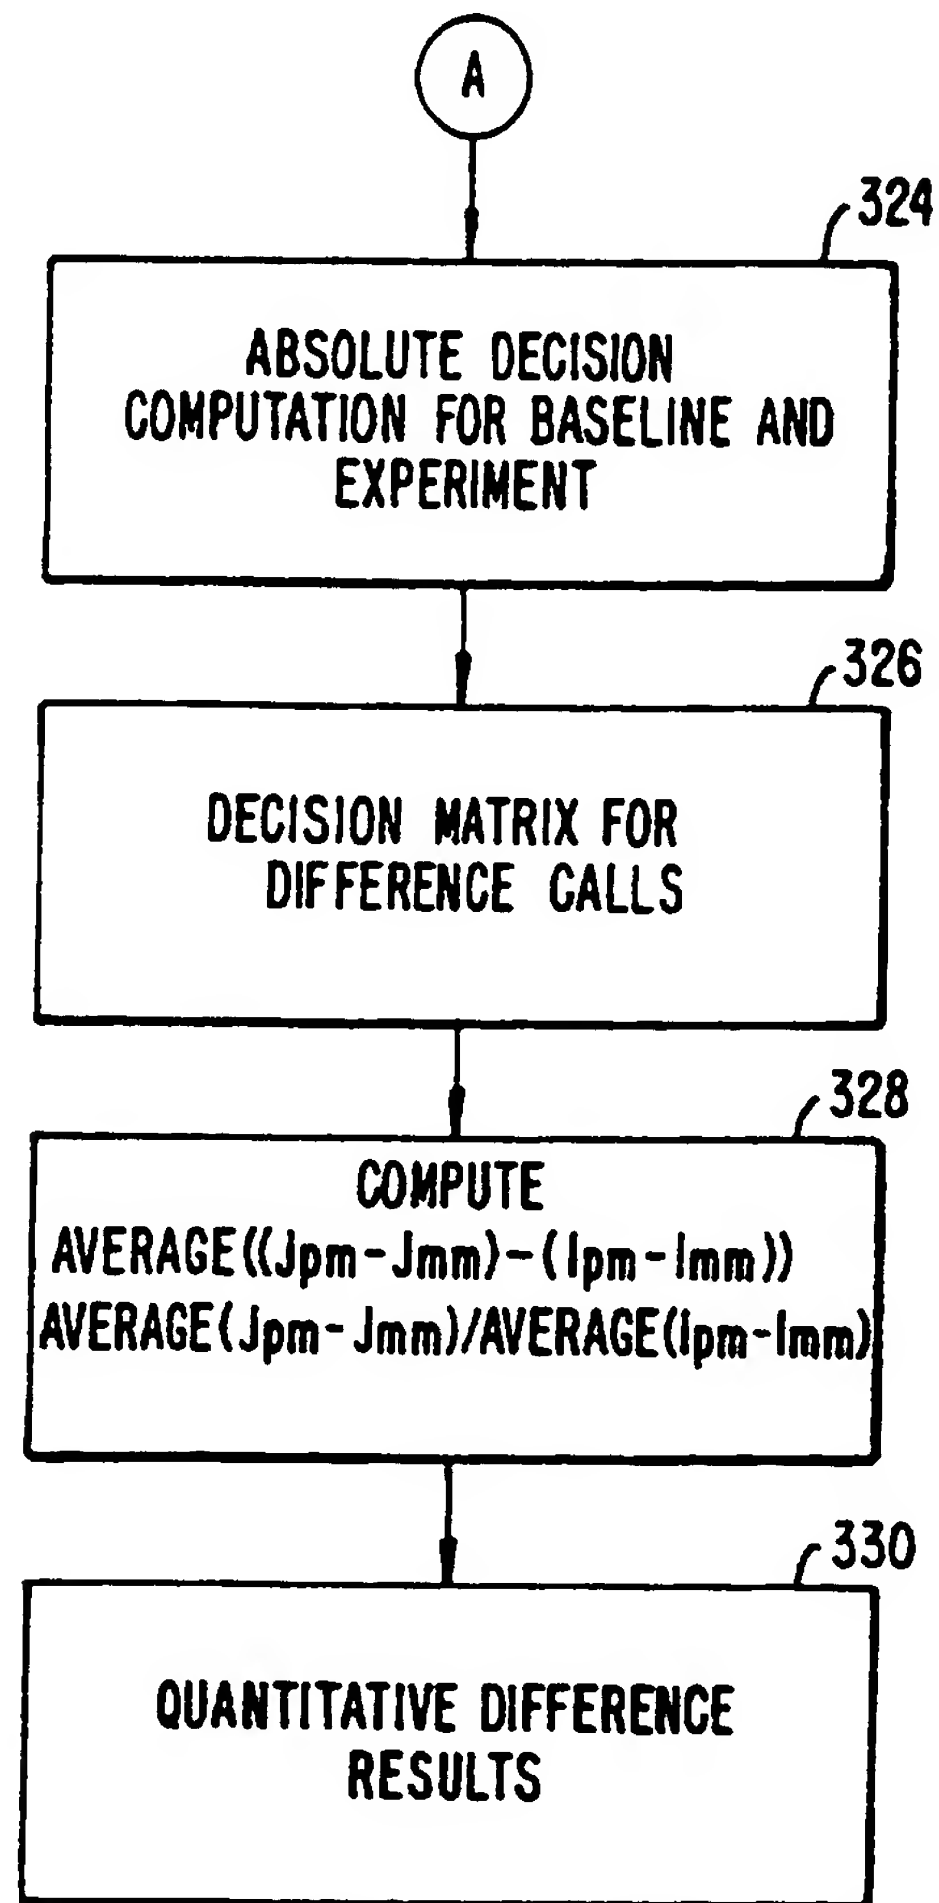 A
324
ABSOLUTE DECISION
COMPUTATION FOR BASELINE AND
EXPERIMENT
326
DECISION MATRIX FOR
DIFFERENCE CALLS
328
COMPUTE
AVERAGE((Jpm-Jmm)-(Ipm-Imm))
AVERAGE(Jpm-Jmm)/AVERAGE(Ipm-Imm)
330
QUANTITATIVE DIFFERENCE
RESULTS